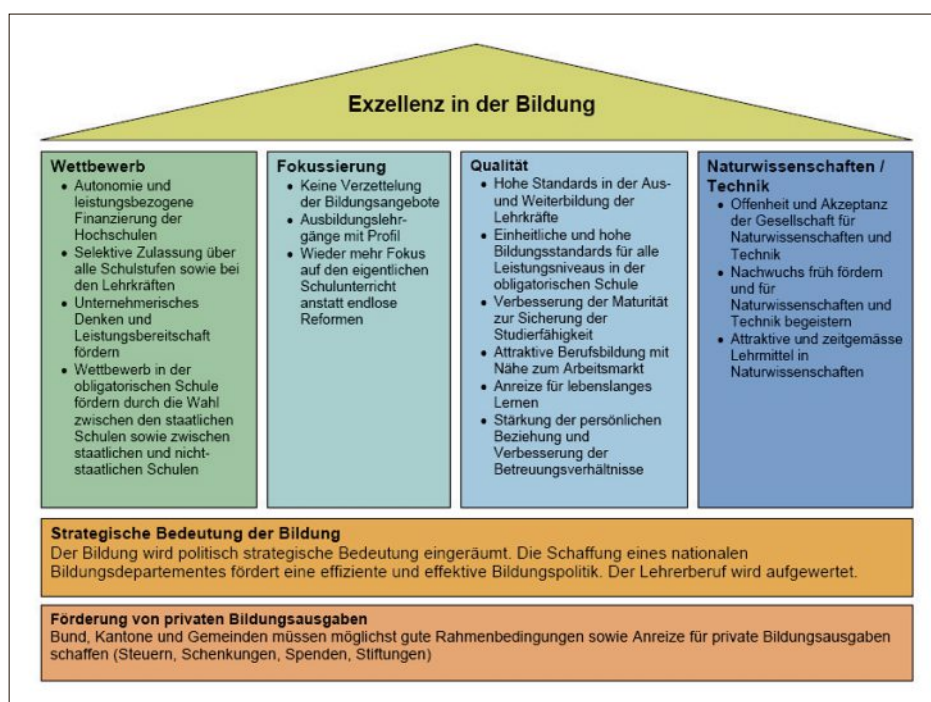 Exzellenz in der Bildung
Wettbewerb
• Autonomie und
leistungsbezogene
Finanzierung der
Hochschulen
• Selektive Zulassung über
alle Schulstufen sowie bei
den Lehrkräften
• Unternehmerisches
Denken und
Leistungsbereitschaft
fördern
• Wettbewerb in der
obligatorischen Schule
fördern durch die Wahl
zwischen den staatlichen
Schulen sowie zwischen
staatlichen und nicht-
staatlichen Schulen
Fokussierung
• Keine Verzettelung
der Bildungsangebote
• Ausbildungslehr-
gänge mit Profil
• Wieder mehr Fokus
auf den eigentlichen
Schulunterricht
anstatt endlose
Reformen
Qualität
• Hohe Standards in der Aus-
und Weiterbildung der
Lehrkräfte
• Einheitliche und hohe
Bildungsstandards für alle
Leistungsniveaus in der
obligatorischen Schule
• Verbesserung der Maturität
zur Sicherung der
Studierfähigkeit
• Attraktive Berufsbildung mit
Nähe zum Arbeitsmarkt
• Anreize für lebenslanges
Lernen
• Stärkung der persönlichen
Beziehung und
Verbesserung der
Betreuungsverhältnisse
Naturwissenschaften /
Technik
• Offenheit und Akzeptanz
der Gesellschaft für
Naturwissenschaften und
Technik
• Nachwuchs früh fördern
und für
Naturwissenschaften und
Technik begeistern
• Attraktive und zeitgemässe
Lehrmittel in
Naturwissenschaften
Strategische Bedeutung der Bildung
Der Bildung wird politisch strategische Bedeutung eingeräumt. Die Schaffung eines nationalen
Bildungsdepartementes fördert eine effiziente und effektive Bildungspolitik. Der Lehrerberuf wird aufgewertet.
Förderung von privaten Bildungsausgaben
Bund, Kantone und Gemeinden müssen möglichst gute Rahmenbedingungen sowie Anreize für private Bildungsausgaben
schaffen (Steuern, Schenkungen, Spenden, Stiftungen)